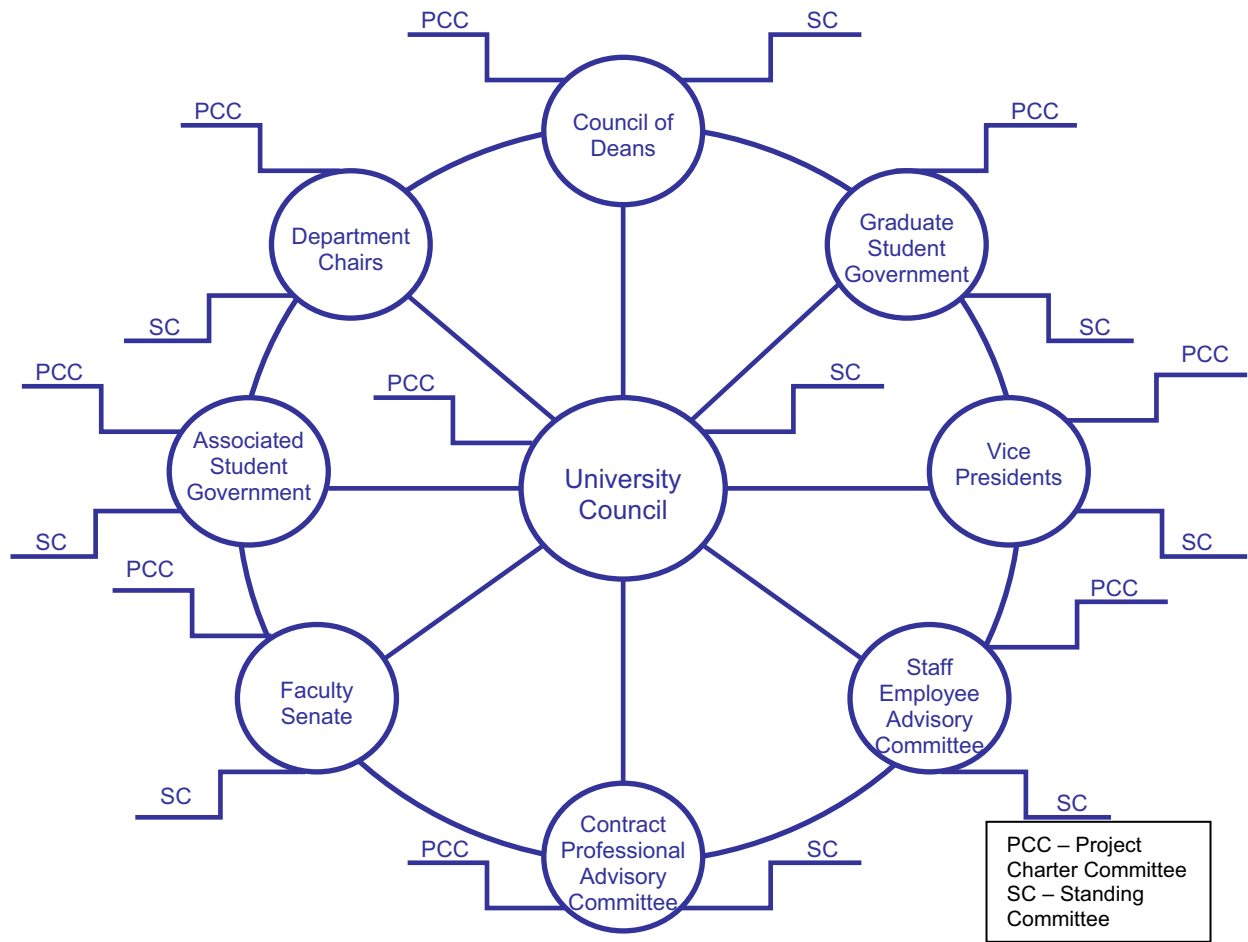 PCC
SC
Council of
Deans
PCC
PCC
Department
Chairs
Graduate
Student
Government
SC
SC
PCC
PCC
PCC
SC
Associated
Student
Government
University
Council
Vice
Presidents
SC
SC
PCC
PCC
Faculty
Senate
Staff
Employee
Advisory
Committee
SC
SC
Contract
Professional
Advisory
Committee
PCC
SC
PCC – Project
Charter Committee
SC – Standing
Committee